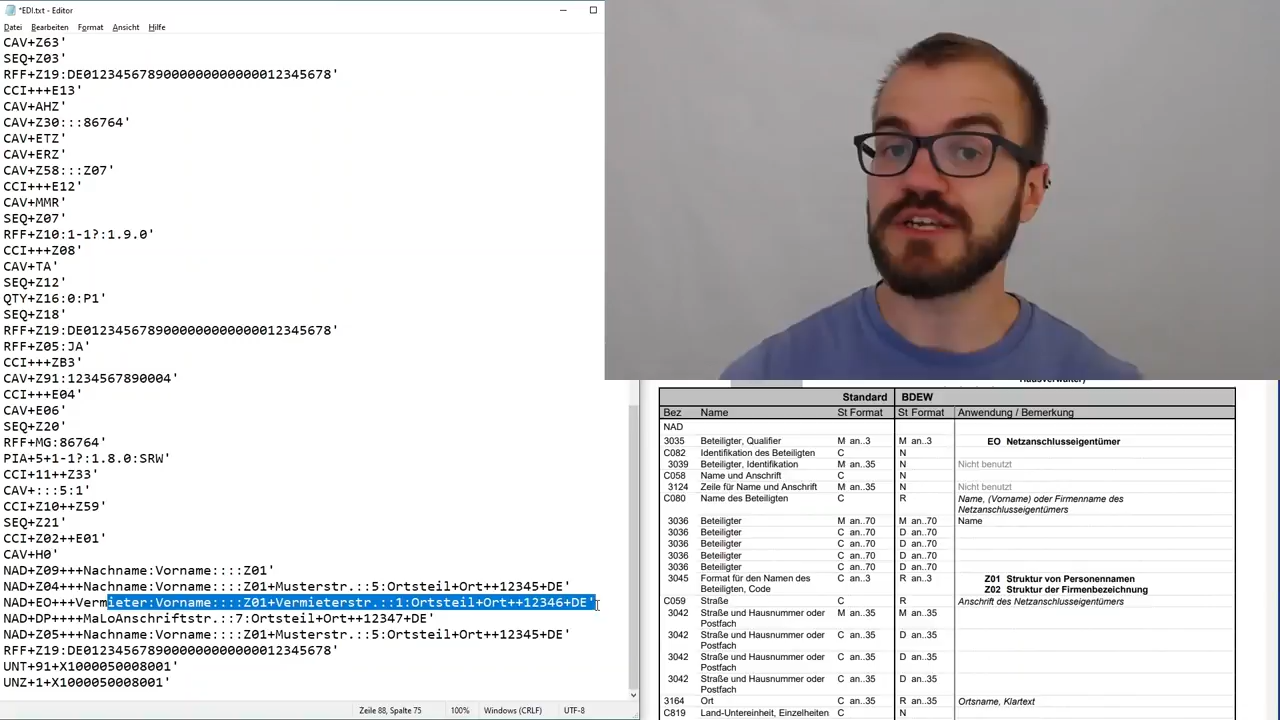 *EDI.txt - Editor
Datei Bearbeiten Format Ansicht Hilfe
CAV+Z63'
SEQ+Z03'
RFF+Z19:DE0123456789000000000000012345678'
CCI+++E13'
CAV+AHZ'
CAV+Z30:::86764'
CAV+ETZ'
CAV+ERZ'
CAV+Z58:::Z07'
CCI+++E12'
CAV+MMR'
SEQ+Z07'
RFF+Z10:1-1?:1.9.0'
CCI+++Z08'
CAV+TA'
SEQ+Z12'
QTY+Z16:0:P1'
SEQ+Z18'
RFF+Z19:DE0123456789000000000000012345678'
RFF+Z05:JA'
CCI+++ZB3'
CAV+Z91:1234567890004'
CCI+++E04'
CAV+E06'
SEQ+Z20'
RFF+MG:86764'
PIA+5+1-1?:1.8.0:SRW'
CCI+11++Z33'
CAV+:::5:1'
CCI+Z10++Z59'
SEQ+Z21'
CCI+Z02++E01'
CAV+H0'
NAD+Z09+++Nachname:Vorname::::Z01'
NAD+Z04+++Nachname:Vorname::::Z01+Musterstr.::5:Ortsteil+Ort++12345+DE'
NAD+EO+++Vermieter:Vorname::::Z01+Vermieterstr.::1:Ortsteil+Ort++12346+DE'
NAD+DP++++MaLoAnschriftstr.::7:Ortsteil+Ort++12347+DE'
NAD+Z05+++Nachname:Vorname::::Z01+Musterstr.::5:Ortsteil+Ort++12345+DE'
RFF+Z19:DE0123456789000000000000012345678'
UNT+91+X1000050008001'
UNZ+1+X1000050008001'
Zeile 88, Spalte 75 100% Windows (CRLF) UTF-8
Hausverwalter)
Standard BDEW
Bez Name St Format St Format Anwendung / Bemerkung
NAD
3035 Beteiligter, Qualifier M an..3 M an..3 EO Netzanschlusseigentümer
C082 Identifikation des Beteiligten C N
3039 Beteiligter, Identifikation M an..35 N Nicht benutzt
C058 Name und Anschrift C N
3124 Zeile für Name und Anschrift M an..35 N Nicht benutzt
C080 Name des Beteiligten C R Name, (Vorname) oder Firmenname des
Netzanschlusseigentümers
3036 Beteiligter M an..70 M an..70 Name
3036 Beteiligter C an..70 D an..70
3036 Beteiligter C an..70 D an..70
3036 Beteiligter C an..70 D an..70
3036 Beteiligter C an..70 D an..70
3045 Format für den Namen des C an..3 R an..3 Z01 Struktur von Personennamen
Beteiligten, Code Z02 Struktur der Firmenbezeichnung
C059 Straße C R Anschrift des Netzanschlusseigentümers
3042 Straße und Hausnummer oder M an..35 M an..35
Postfach
3042 Straße und Hausnummer oder C an..35 D an..35
Postfach
3042 Straße und Hausnummer oder C an..35 D an..35
Postfach
3042 Straße und Hausnummer oder C an..35 D an..35
Postfach
3164 Ort C an..35 R an..35 Ortsname, Klartext
C819 Land-Untereinheit, Einzelheiten C N